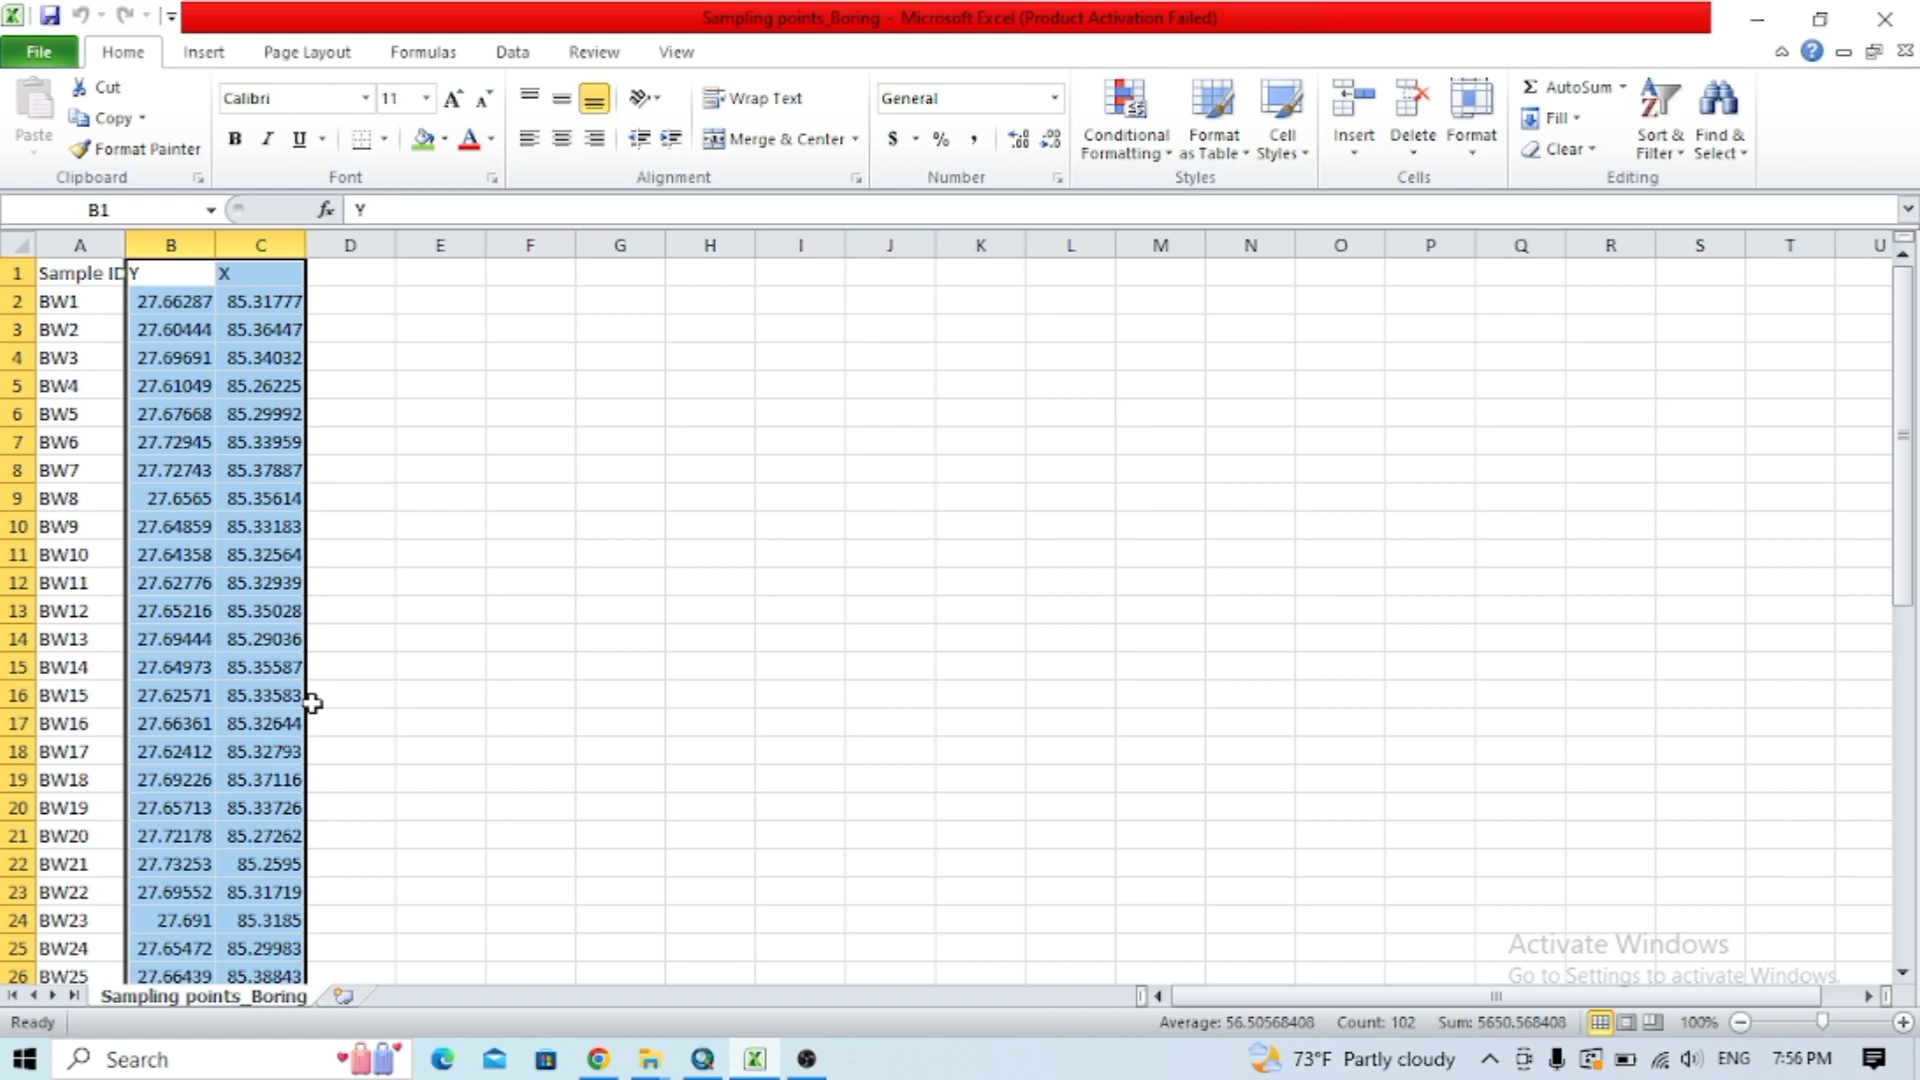 Sampling points_Boring - Microsoft Excel (Product Activation Failed)
File Home Insert Page Layout Formulas Data Review View
Paste
Cut
Copy
Format Painter
Clipboard
Calibri 11
Font
Wrap Text
Merge & Center
Alignment
General
Number
Conditional Formatting
Format as Table
Cell Styles
Styles
Insert Delete Format
Cells
AutoSum
Fill
Clear
Sort & Filter
Find & Select
Editing
B1 fx Y
A B C D E F G H I J K L M N O P Q R S T U
1 Sample ID Y X
2 BW1 27.66287 85.31777
3 BW2 27.60444 85.36447
4 BW3 27.69691 85.34032
5 BW4 27.61049 85.26225
6 BW5 27.67668 85.29992
7 BW6 27.72945 85.33959
8 BW7 27.72743 85.37887
9 BW8 27.6565 85.35614
10 BW9 27.64859 85.33183
11 BW10 27.64358 85.32564
12 BW11 27.62776 85.32939
13 BW12 27.65216 85.35028
14 BW13 27.69444 85.29036
15 BW14 27.64973 85.35587
16 BW15 27.62571 85.33583
17 BW16 27.66361 85.32644
18 BW17 27.62412 85.32793
19 BW18 27.69226 85.37116
20 BW19 27.65713 85.33726
21 BW20 27.72178 85.27262
22 BW21 27.73253 85.2595
23 BW22 27.69552 85.31719
24 BW23 27.691 85.3185
25 BW24 27.65472 85.29983
26 BW25 27.66439 85.38843
Activate Windows
Go to Settings to activate Windows.
Sampling points_Boring
Ready Average: 56.50568408 Count: 102 Sum: 5650.568408 100%
Search 73°F Partly cloudy ENG 7:56 PM